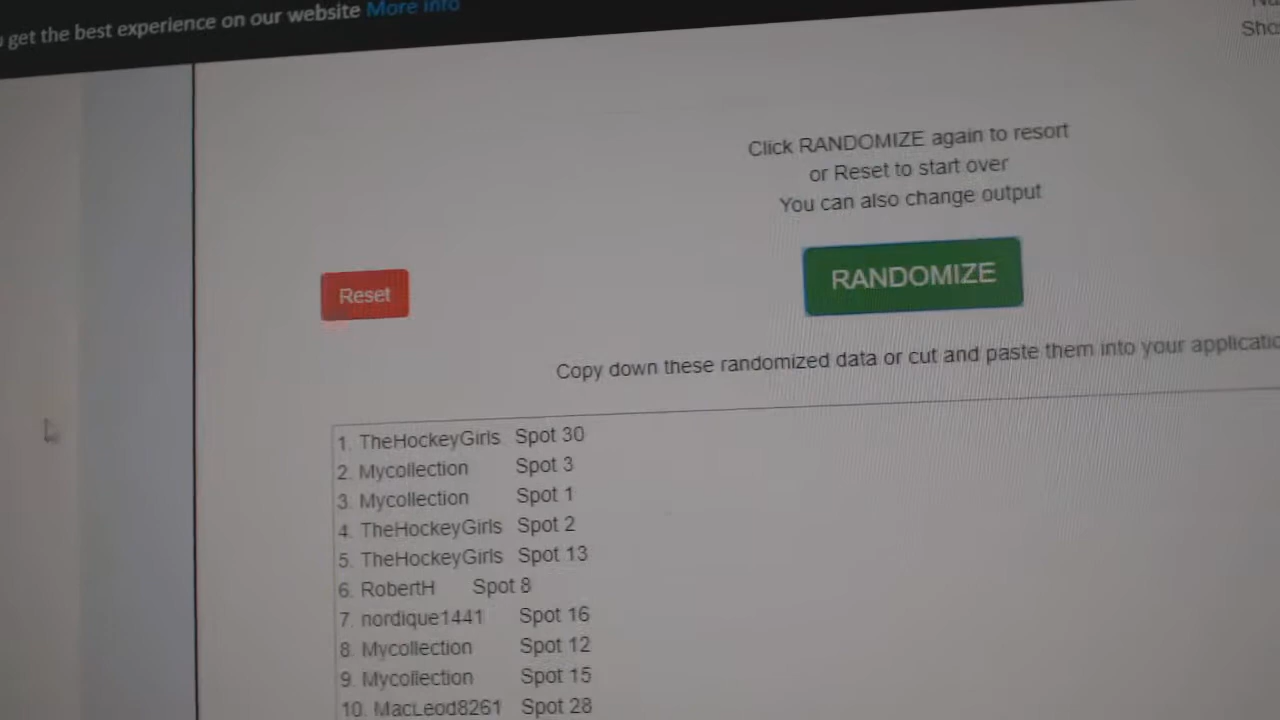 get the best experience on our website More info
Sha
Click RANDOMIZE again to resort
or Reset to start over
You can also change output
Reset
RANDOMIZE
Copy down these randomized data or cut and paste them into your applicatio
1. TheHockeyGirls Spot 30
2. Mycollection Spot 3
3. Mycollection Spot 1
4. TheHockeyGirls Spot 2
5. TheHockeyGirls Spot 13
6. RobertH Spot 8
7. nordique1441 Spot 16
8. Mycollection Spot 12
9. Mycollection Spot 15
10. MacLeod8261 Spot 28